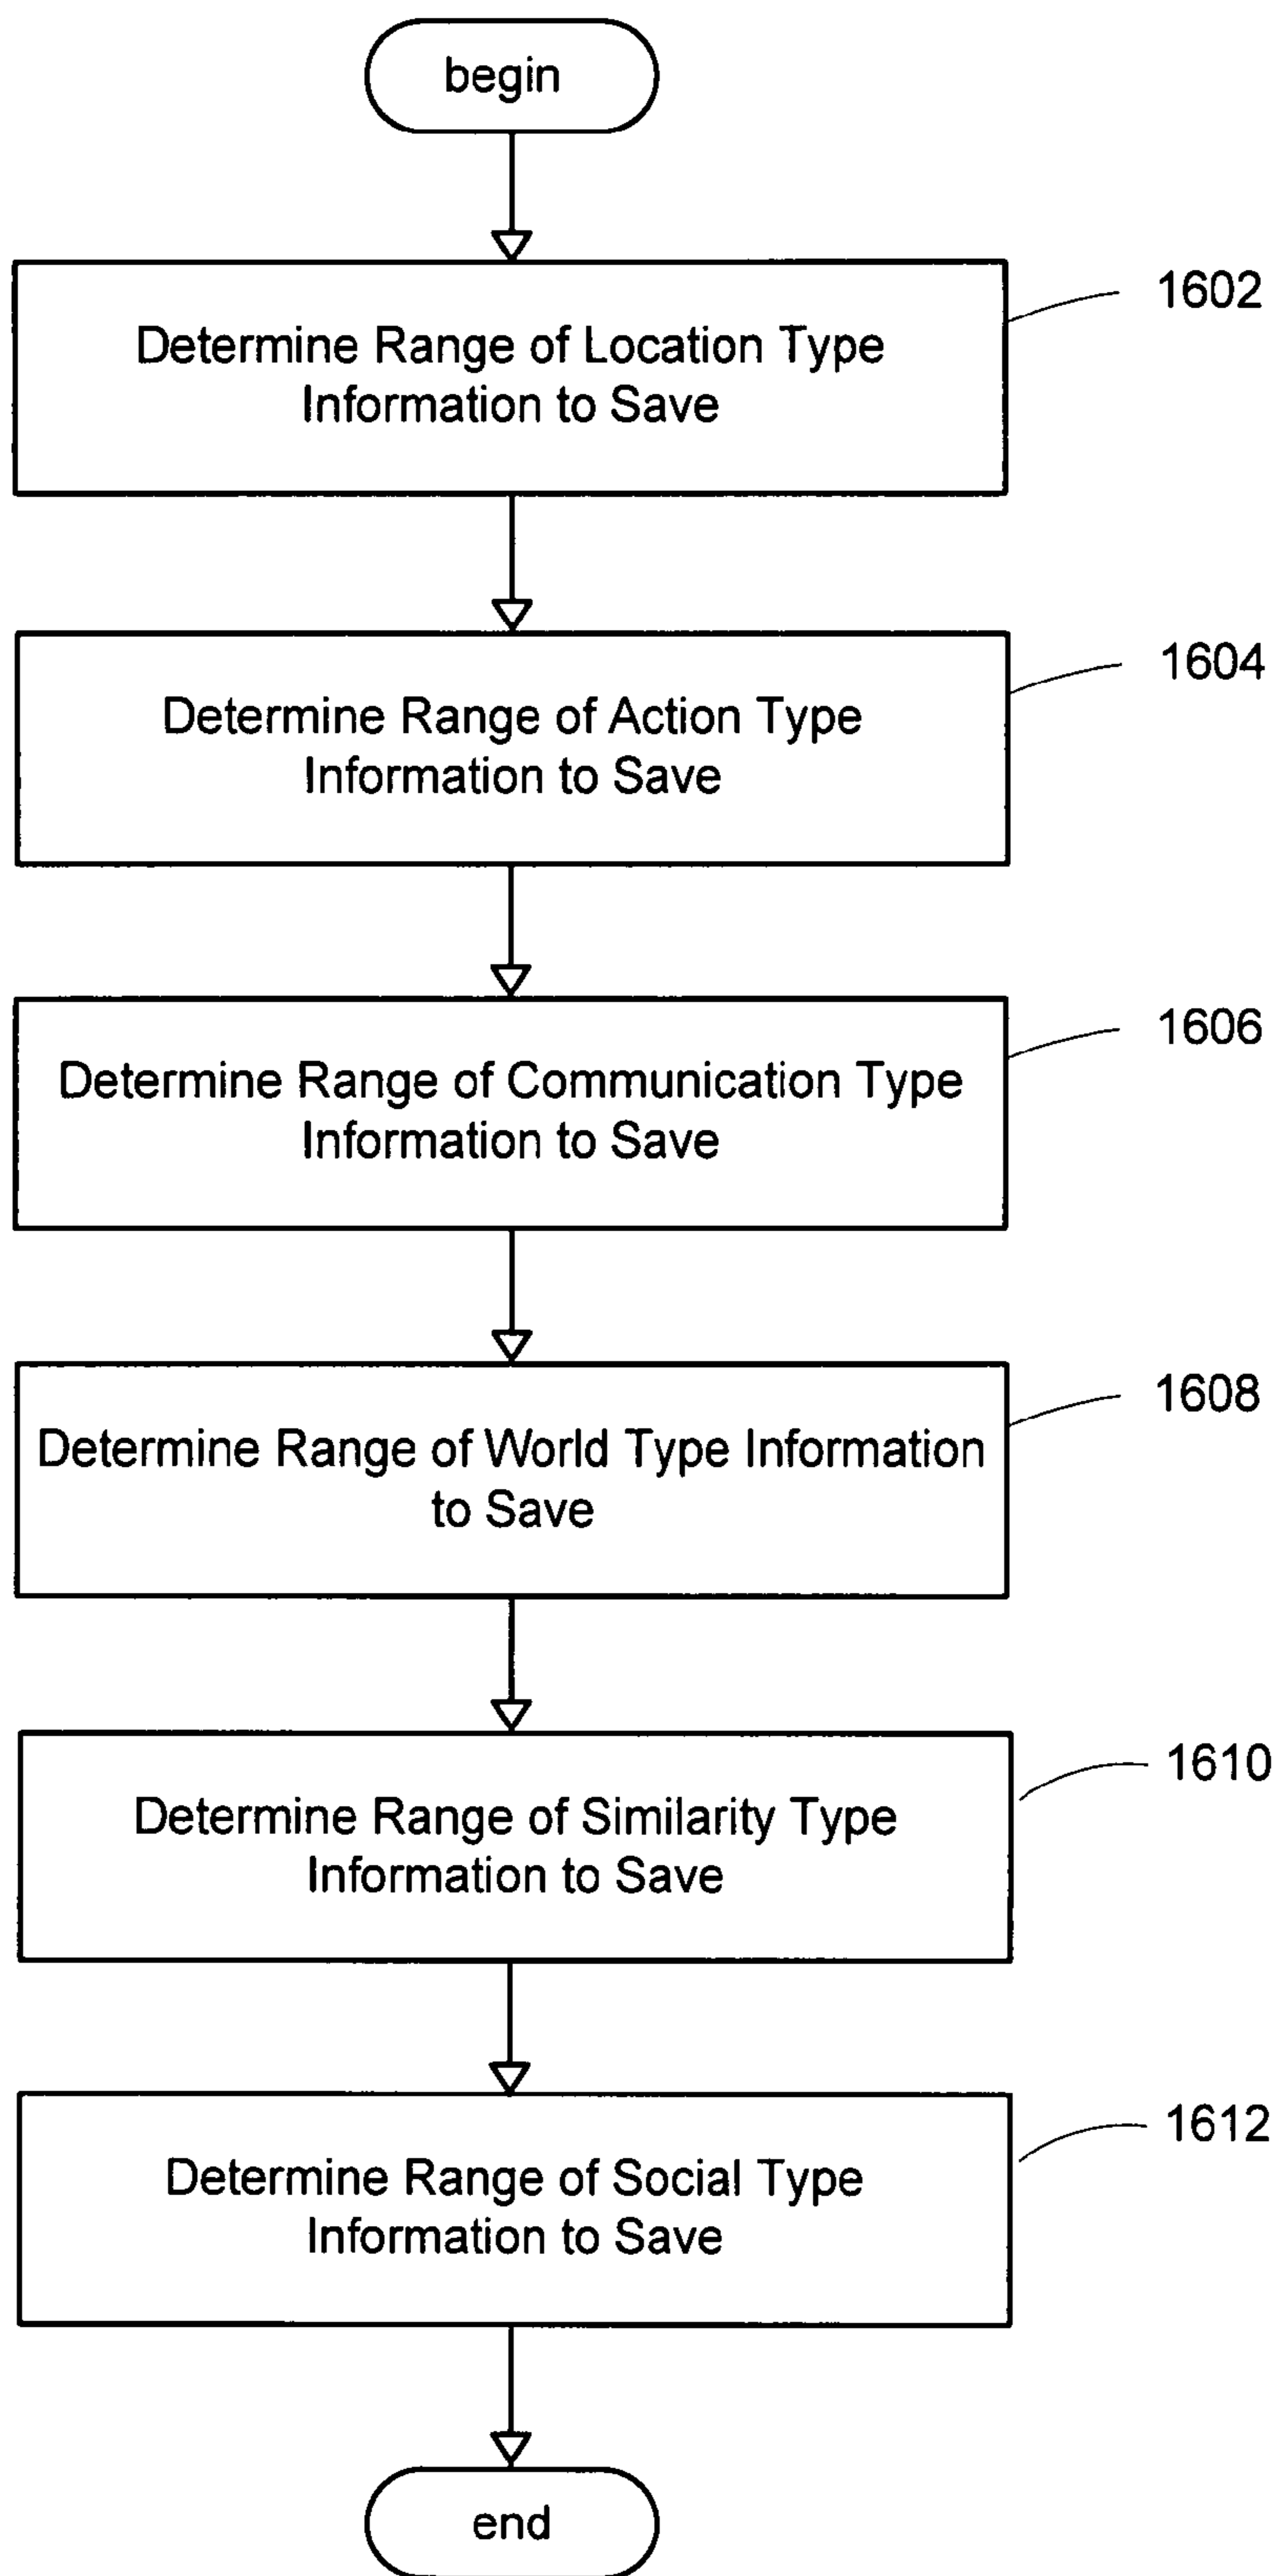 begin
1602
Determine Range of Location Type
Information to Save
1604
Determine Range of Action Type
Information to Save
1606
Determine Range of Communication Type
Information to Save
1608
Determine Range of World Type Information
to Save
1610
Determine Range of Similarity Type
Information to Save
1612
Determine Range of Social Type
Information to Save
end